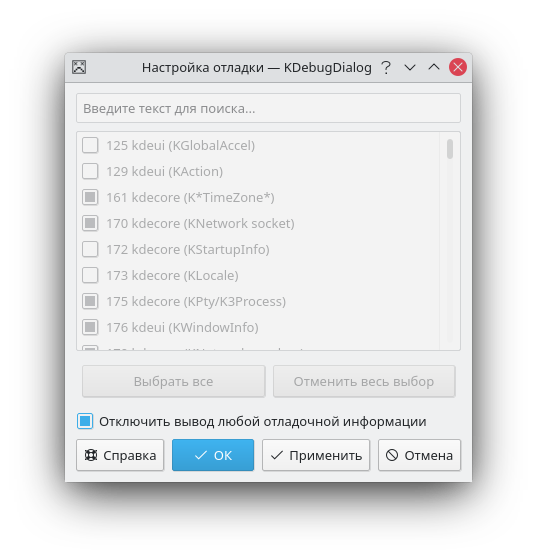 Настройка отладки — KDebugDialog
Введите текст для поиска...
125 kdeui (KGlobalAccel)
129 kdeui (KAction)
161 kdecore (K*TimeZone*)
170 kdecore (KNetwork socket)
172 kdecore (KStartupInfo)
173 kdecore (KLocale)
175 kdecore (KPty/K3Process)
176 kdeui (KWindowInfo)
Выбрать все Отменить весь выбор
Отключить вывод любой отладочной информации
Справка ОК Применить Отмена